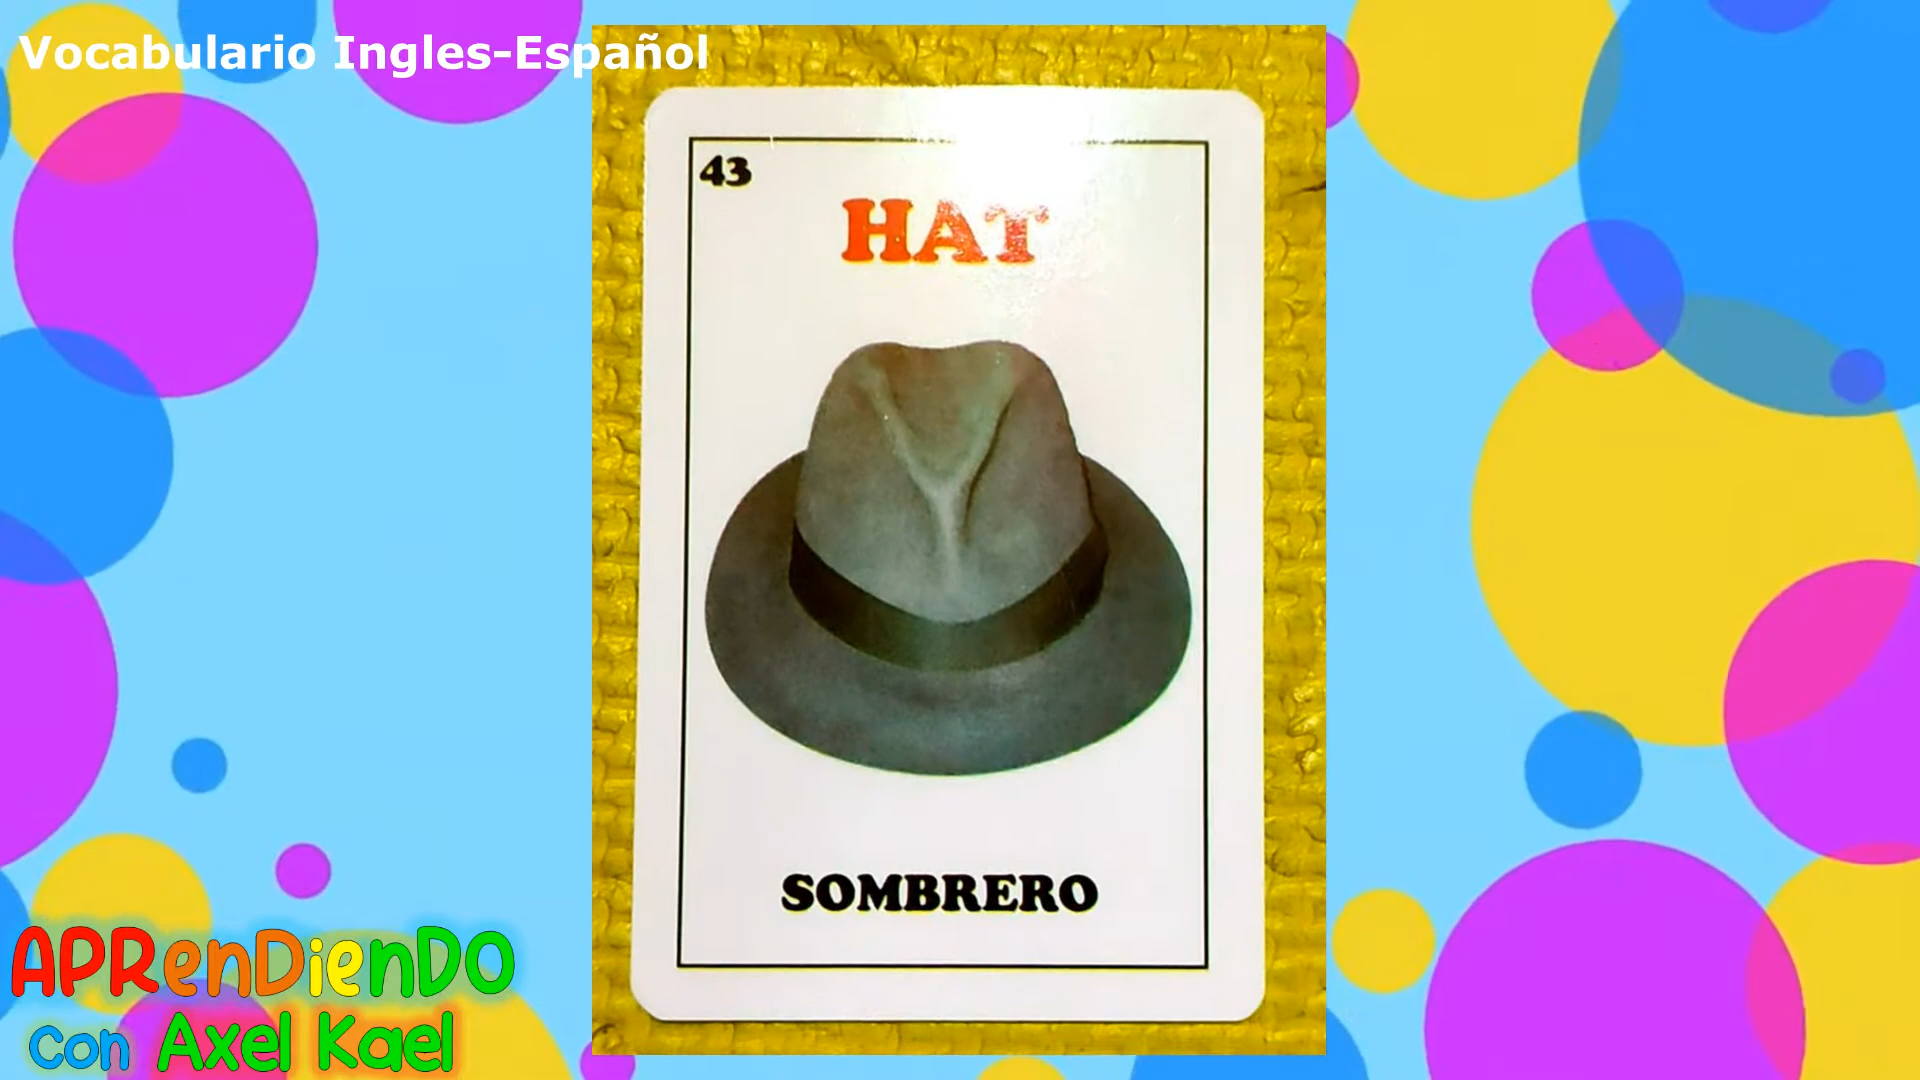 Vocabulario Ingles-Español
43
HAT
SOMBRERO
APRenDienDO
con Axel Kael